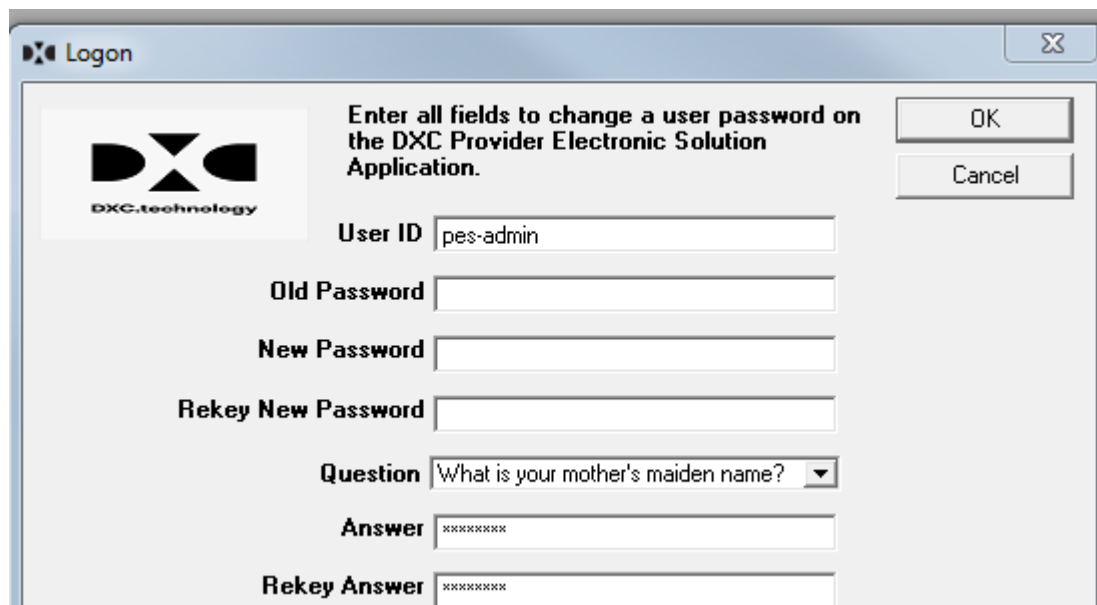 Logon
DXC.technology
Enter all fields to change a user password on
the DXC Provider Electronic Solution
Application.
OK
Cancel
User ID pes-admin
Old Password
New Password
Rekey New Password
Question What is your mother's maiden name?
Answer ********
Rekey Answer ********